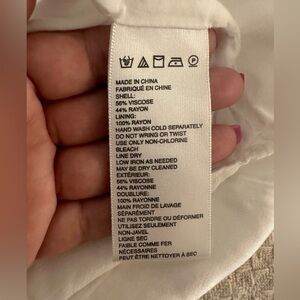 MADE IN CHINA
FABRIQUÉ EN CHINE
SHELL:
56% VISCOSE
44% RAYON
LINING:
100% RAYON
HAND WASH COLD SEPARATELY
DO NOT WRING OR TWIST
USE ONLY NON-CHLORINE
BLEACH
LINE DRY
LOW IRON AS NEEDED
MAY BE DRY CLEANED
EXTÉRIEUR:
56% VISCOSE
44% RAYONNE
DOUBLURE:
100% RAYONNE
MAIN FROID DE LAVAGE
SÉPARÉMENT
NE PAS TORDRE OU DÉFORMER
UTILISEZ SEULEMENT
NON-JAVEL
LIGNE SEC
FAIBLE COMME FER
NÉCESSAIRES
PEUT ÊTRE NETTOYER À SEC